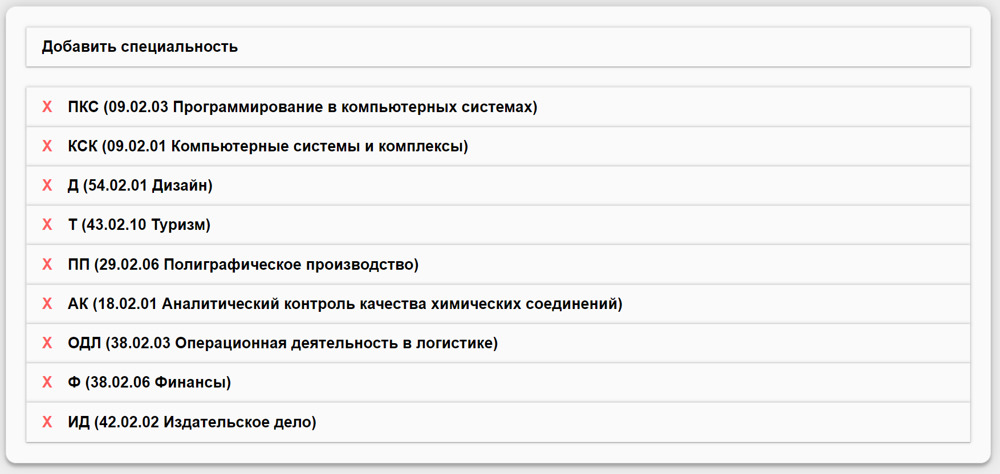 Добавить специальность
X ПКС (09.02.03 Программирование в компьютерных системах)
X КСК (09.02.01 Компьютерные системы и комплексы)
X Д (54.02.01 Дизайн)
X Т (43.02.10 Туризм)
X ПП (29.02.06 Полиграфическое производство)
X АК (18.02.01 Аналитический контроль качества химических соединений)
X ОДЛ (38.02.03 Операционная деятельность в логистике)
X Ф (38.02.06 Финансы)
X ИД (42.02.02 Издательское дело)